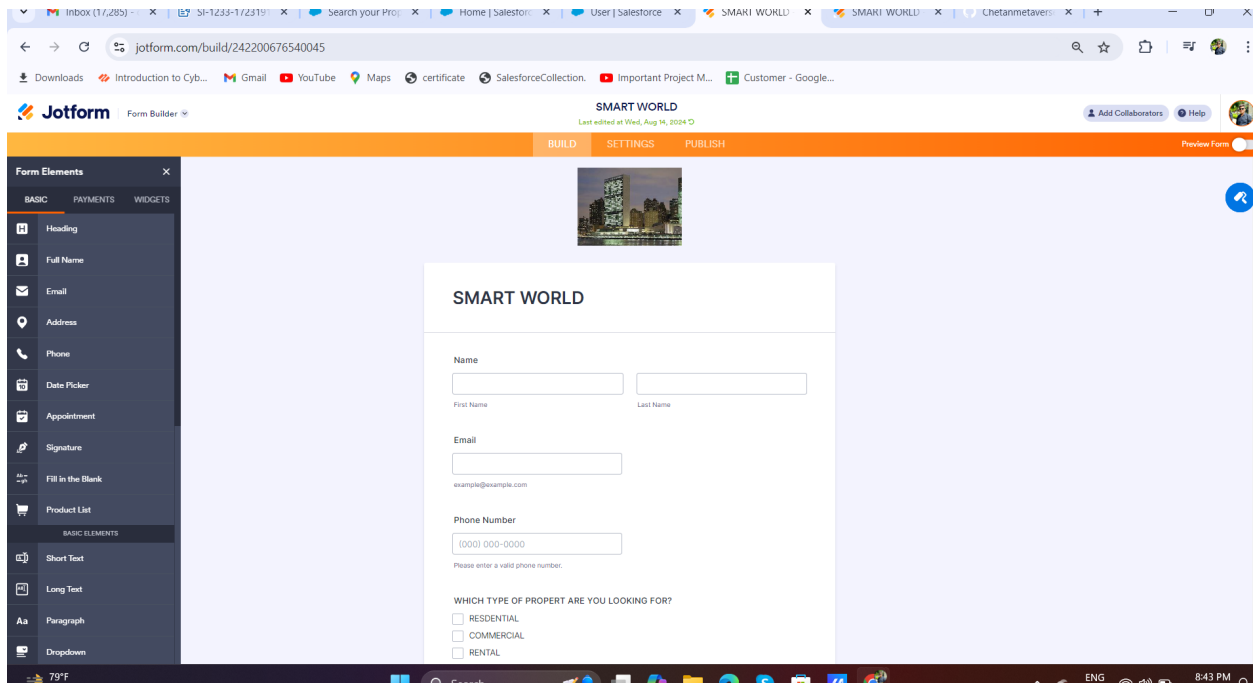 Inbox (17,285) -
SI-1233-1723197
Search your Prop
Home | Salesforc
User | Salesforce
SMART WORLD
SMART WORLD
Chetanmetavers
jotform.com/build/242200676540045
Downloads
Introduction to Cyb...
Gmail
YouTube
Maps
certificate
SalesforceCollection.
Important Project M...
Customer - Google...
Jotform
Form Builder
SMART WORLD
Last edited at Wed, Aug 14, 2024
Add Collaborators
Help
BUILD
SETTINGS
PUBLISH
Preview Form
Form Elements
BASIC
PAYMENTS
WIDGETS
Heading
Full Name
Email
Address
Phone
Date Picker
Appointment
Signature
Fill in the Blank
Product List
BASIC ELEMENTS
Short Text
Long Text
Paragraph
Dropdown
SMART WORLD
Name
First Name
Last Name
Email
example@example.com
Phone Number
(000) 000-0000
Please enter a valid phone number.
WHICH TYPE OF PROPERT ARE YOU LOOKING FOR?
RESDENTIAL
COMMERCIAL
RENTAL
79°F
Search
ENG
8:43 PM